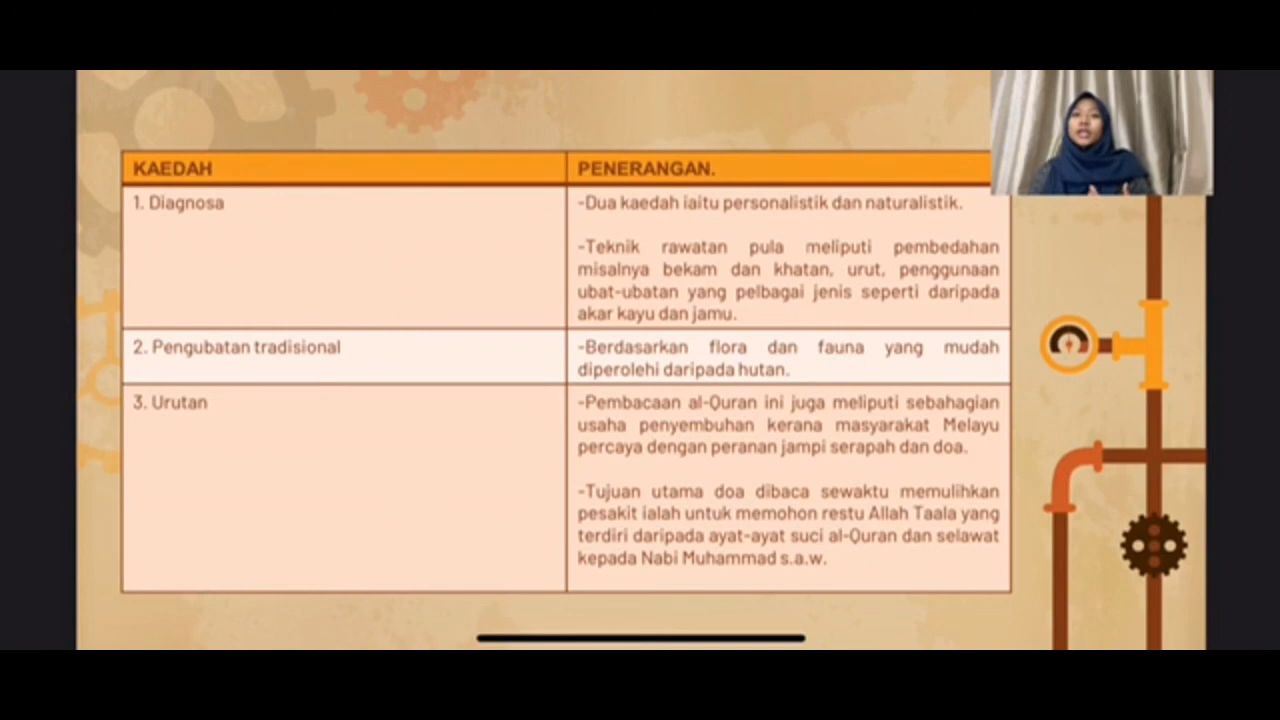 KAEDAH
PENERANGAN.
1. Diagnosa
-Dua kaedah iaitu personalistik dan naturalistik.
-Teknik rawatan pula meliputi pembedahan
misalnya bekam dan khatan, urut, penggunaan
ubat-ubatan yang pelbagai jenis seperti daripada
akar kayu dan jamu.
2. Pengubatan tradisional
-Berdasarkan flora dan fauna yang mudah
diperolehi daripada hutan.
3. Urutan
-Pembacaan al-Quran ini juga meliputi sebahagian
usaha penyembuhan kerana masyarakat Melayu
percaya dengan peranan jampi serapah dan doa.
-Tujuan utama doa dibaca sewaktu memulihkan
pesakit ialah untuk memohon restu Allah Taala yang
terdiri daripada ayat-ayat suci al-Quran dan selawat
kepada Nabi Muhammad s.a.w.